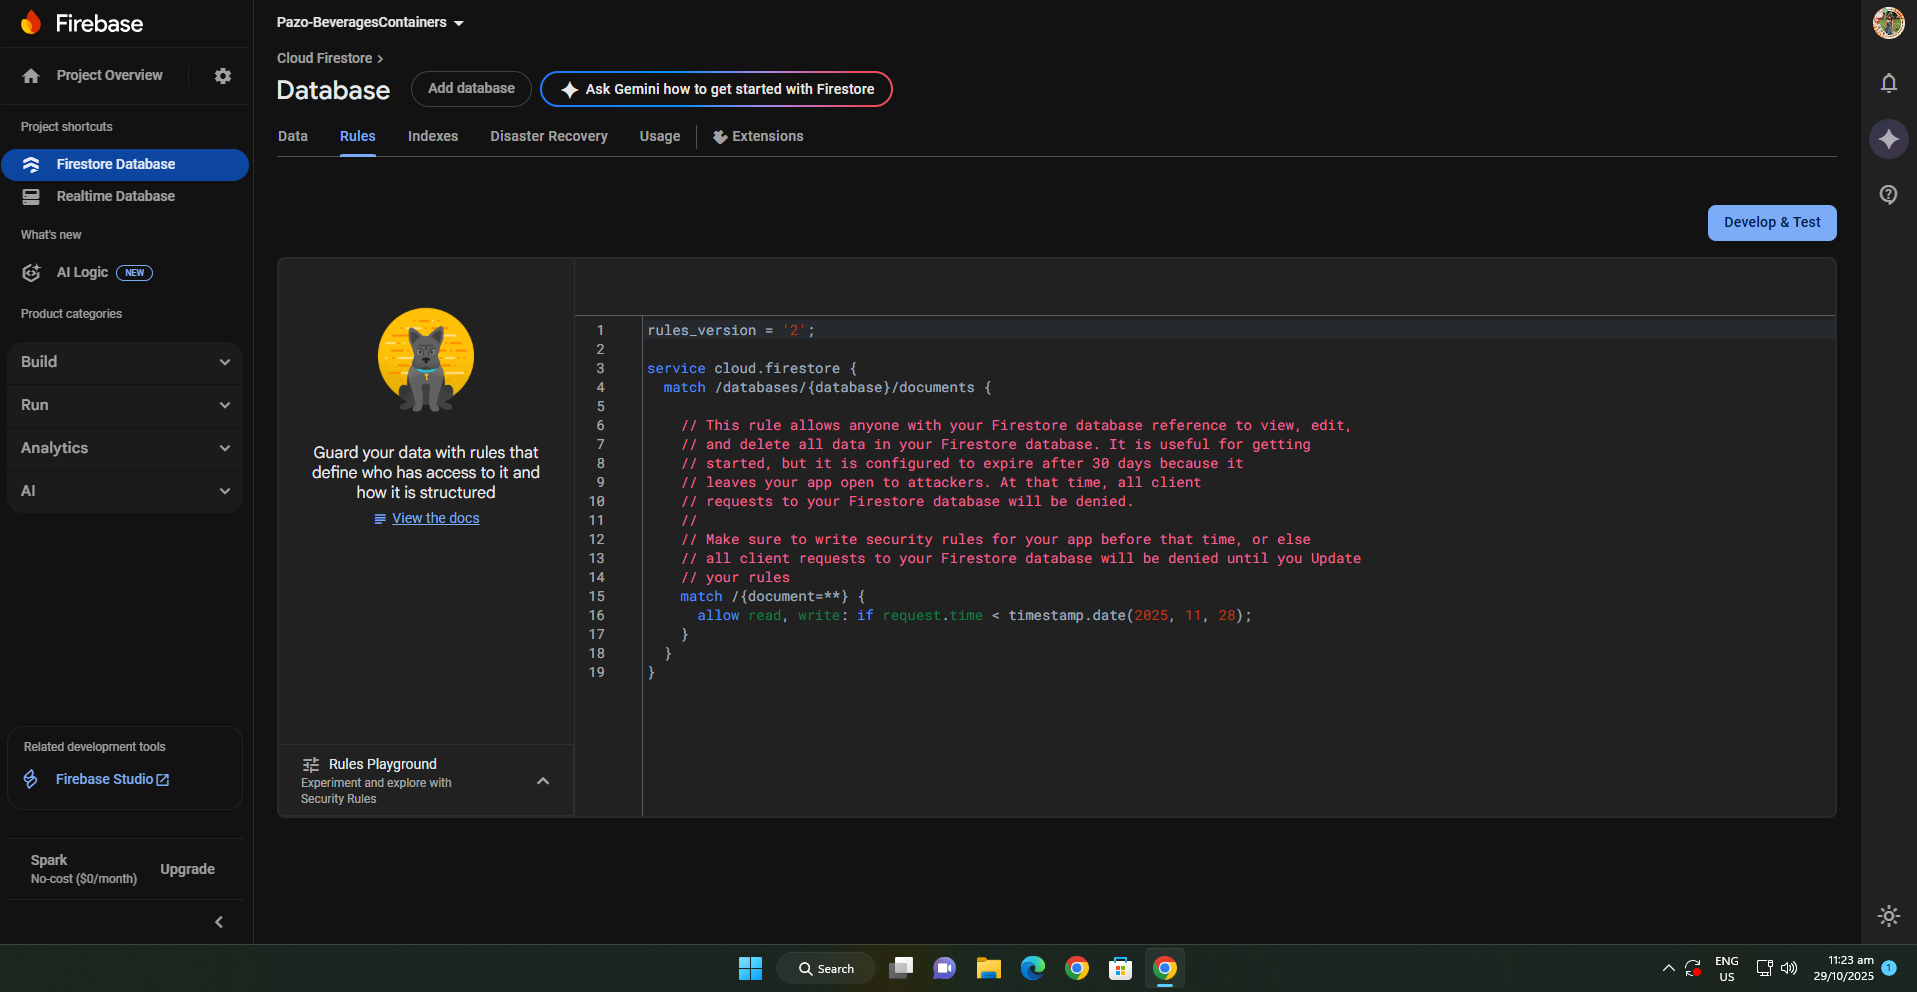 Firebase
Project Overview
Project shortcuts
Firestore Database
Realtime Database
What's new
AI Logic NEW
Product categories
Build
Run
Analytics
AI
Related development tools
Firebase Studio
Spark
No-cost ($0/month)
Upgrade
Pazo-BeveragesContainers
Cloud Firestore
Database
Add database
Ask Gemini how to get started with Firestore
Data Rules Indexes Disaster Recovery Usage Extensions
Develop & Test
Guard your data with rules that
define who has access to it and
how it is structured
View the docs
Rules Playground
Experiment and explore with
Security Rules
1 rules_version = '2';
2
3 service cloud.firestore {
4 match /databases/{database}/documents {
5
6 // This rule allows anyone with your Firestore database reference to view, edit,
7 // and delete all data in your Firestore database. It is useful for getting
8 // started, but it is configured to expire after 30 days because it
9 // leaves your app open to attackers. At that time, all client
10 // requests to your Firestore database will be denied.
11 //
12 // Make sure to write security rules for your app before that time, or else
13 // all client requests to your Firestore database will be denied until you Update
14 // your rules
15 match /{document=**} {
16 allow read, write: if request.time < timestamp.date(2025, 11, 28);
17 }
18 }
19 }
Search
ENG
US
11:23 am
29/10/2025
1